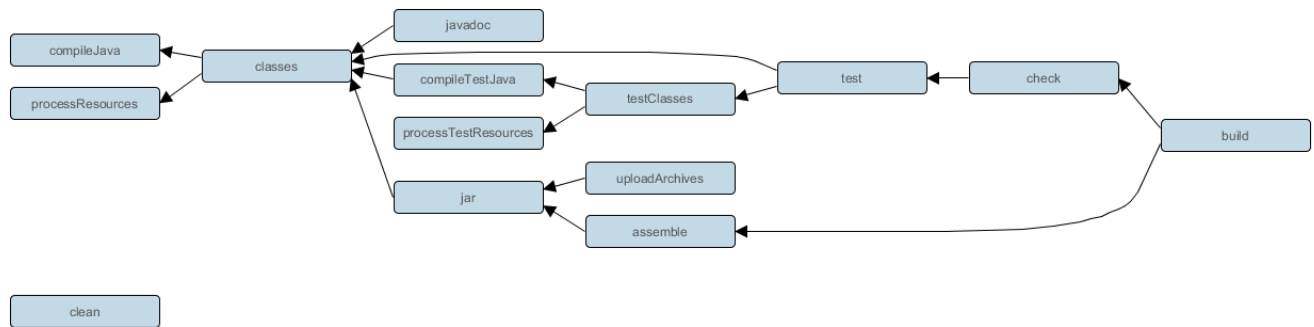 javadoc
compileJava
classes
compileTestJava
test
check
processResources
testClasses
processTestResources
build
uploadArchives
jar
assemble
clean